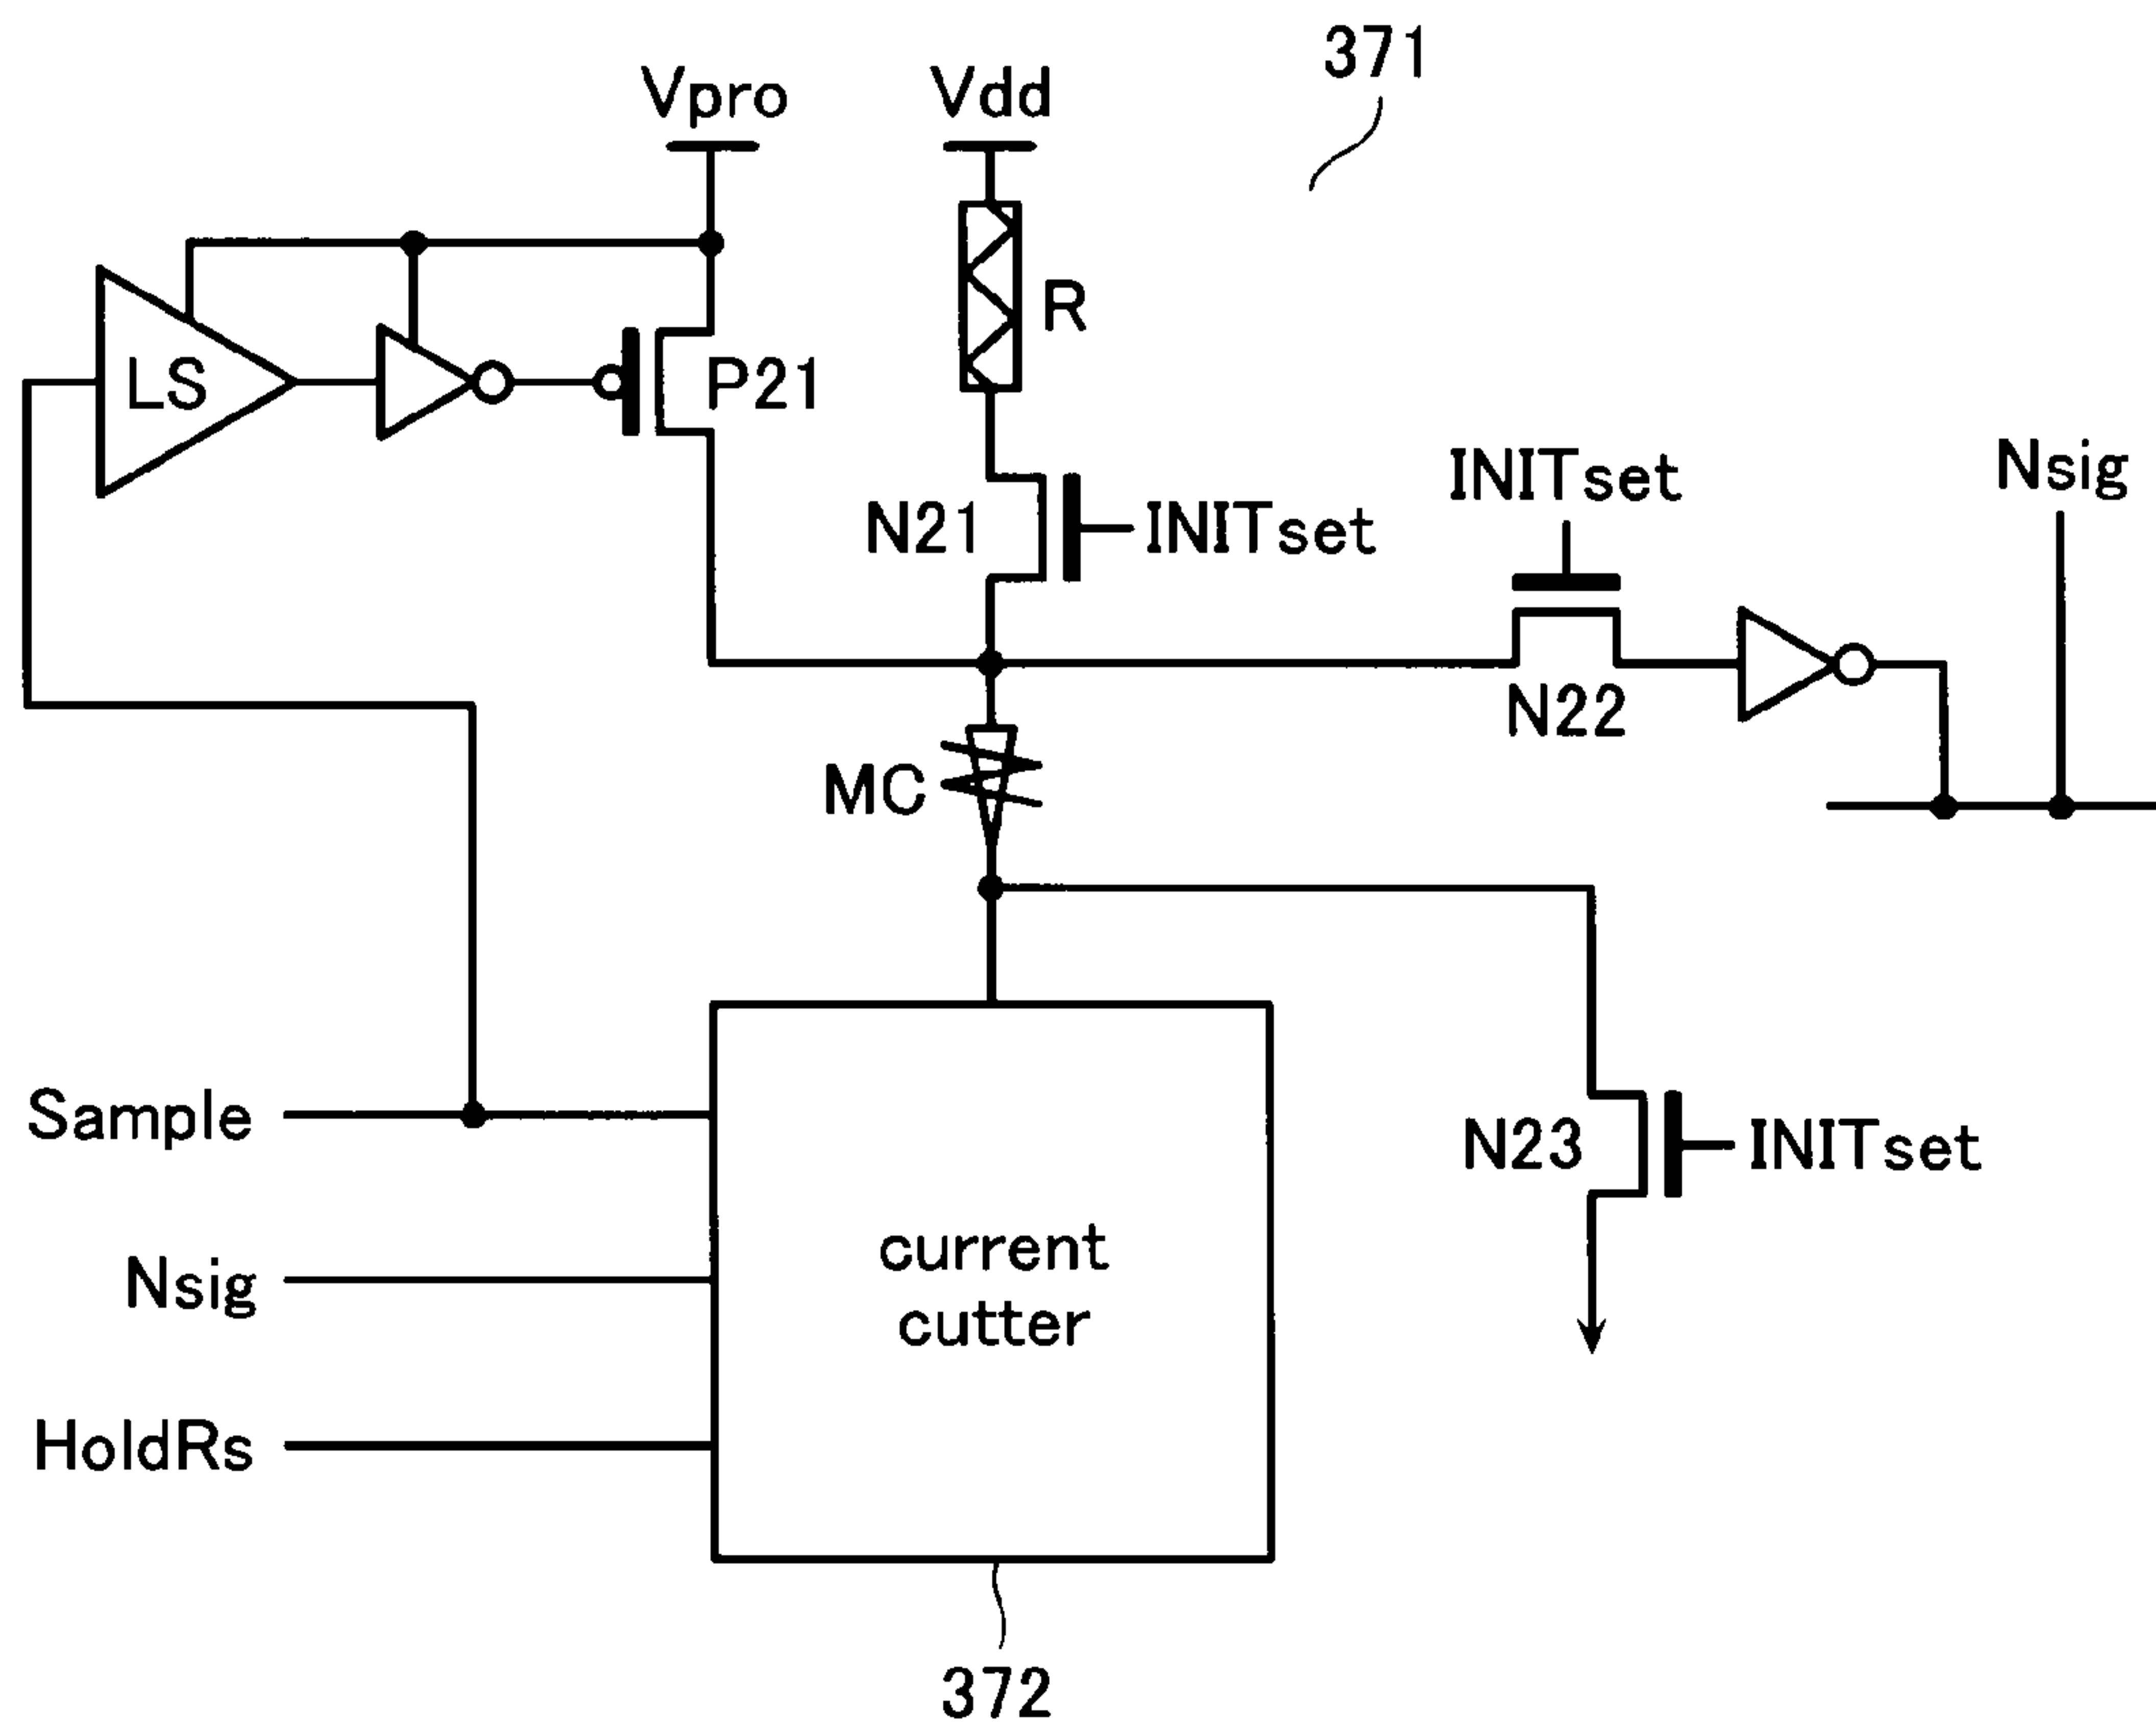 371
Vpro
Vdd
R
LS
P21
INITset
Nsig
N21
INITset
N22
MC
Sample
N23
INITset
Nsig
current
cutter
HoldRs
372